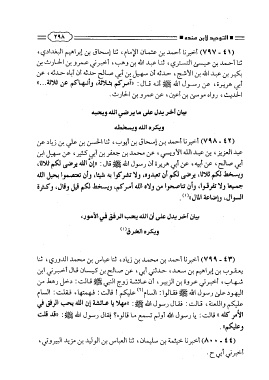 التوحيد لابن منده ٢٩٨
(٤١ - ٧٩٧) أخبرنا أحمد بن عثمان الإمام، ثنا إسحاق بن إبراهيم البغدادي،
ثنا أحمد بن عيسى التستري، ثنا عبد الله بن وهب، أخبرني عمرو بن الحارث بن
بكير بن عبد الله بن الأشج، حدثه أن سهيل بن أبي صالح حدثه أن أباه حدثه، عن
أبي هريرة، عن رسول الله ﷺ أنه قال: «آمركم بثلاثة، وأنهاكم عن ثلاثة...»
الحديث، رواه موسى بن أعين، عن عمرو بن الحارث.
بيان آخر يدل على ما يرضي الله ويحبه
ويكره الله ويسخطه
(٤٢ - ٧٩٨) أخبرنا إسحاق بن أيوب، ثنا الحسن بن علي بن زياد عن
عبد العزيز بن عبد الله الأويسي، عن محمد بن جعفر بن أبي كثير، عن سهيل ابن
أبي صالح، عن أبيه، عن أبي هريرة أن رسول الله ﷺ قال: «إن الله يرضى لكم ثلاثا،
ويسخط لكم ثلاثا، يرضى لكم أن تعبدوه، ولا تشركوا به شيئا، وأن تعتصموا بحبل الله
جميعا ولا تفرقوا، وأن تناصحوا من ولاه الله أمركم، ويسخط لكم قيل وقال، وكثرة
السؤال، وإضاعة المال»(١).
بيان آخر يدل على أن الله يحب الرفق في الأمور،
ويكره الخرق(١)
(٤٣ - ٧٩٩) أخبرنا أحمد بن محمد بن زياد، ثنا عباس بن محمد الدوري، ثنا
يعقوب بن إبراهيم بن سعد، حدثني أبي، عن صالح بن كيسان قال أخبرني ابن
شهاب، أخبرني عروة بن الزبير، أن عائشة زوج النبي ﷺ قالت: دخل رهط من
اليهود على رسول الله ﷺ فقالوا: السام(٢) عليكم، قالت: ففهمتها، فقلت: السام
عليكم واللعنة، قالت: فقال رسول الله ﷺ: «مهلا يا عائشة إن الله يحب الرفق في
الأمر كله» قالت: يا رسول الله أولم تسمع ما قالوا؟ فقال رسول الله ﷺ: «قد قلت
وعليكم».
(٤٤ - ٨٠٠) أخبرنا خيثمة بن سليمان، ثنا العباس بن الوليد بن مزيد البيروتي،
أخبرني أبي ح.